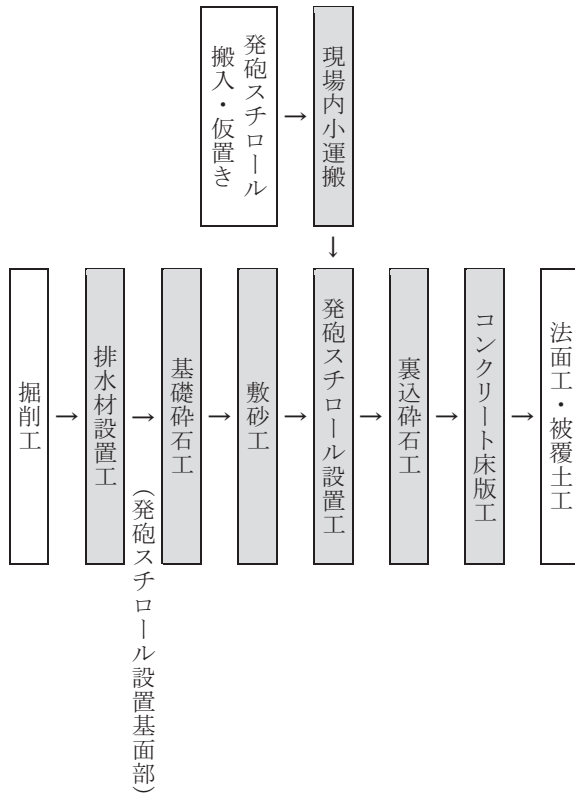 発砲スチロール
搬入・仮置き
→
現場内小運搬
↓
掘削工
→
排水材設置工
→
(発砲スチロール設置基面部)
基礎砕石工
→
敷砂工
→
発砲スチロール設置工
→
裏込砕石工
→
コンクリート床版工
→
法面工・被覆土工